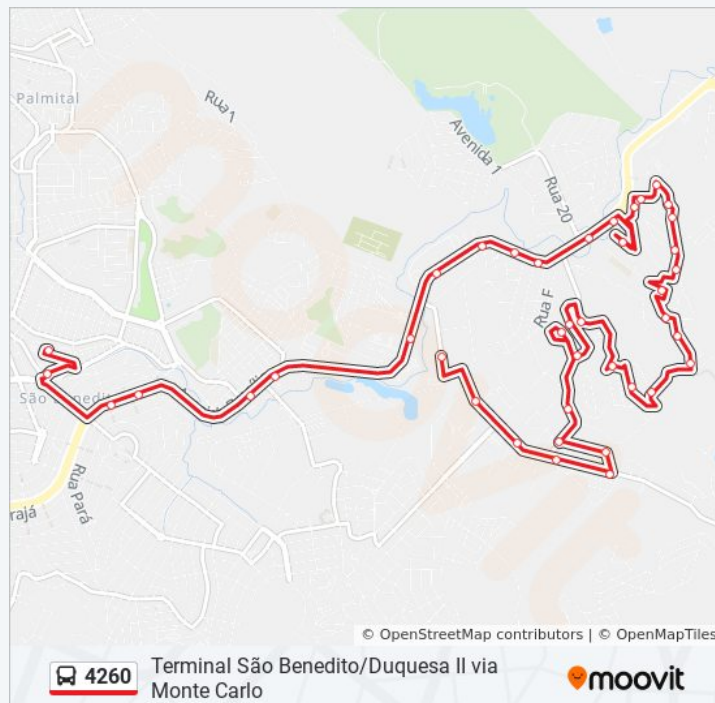 Palmital
Rua 1
Avenida 1
Rua 20
Rua F
São Benedito
Rua Pará
rajá
© OpenStreetMap contributors | © OpenMapTiles
4260
Terminal São Benedito/Duquesa II via
Monte Carlo
moovit